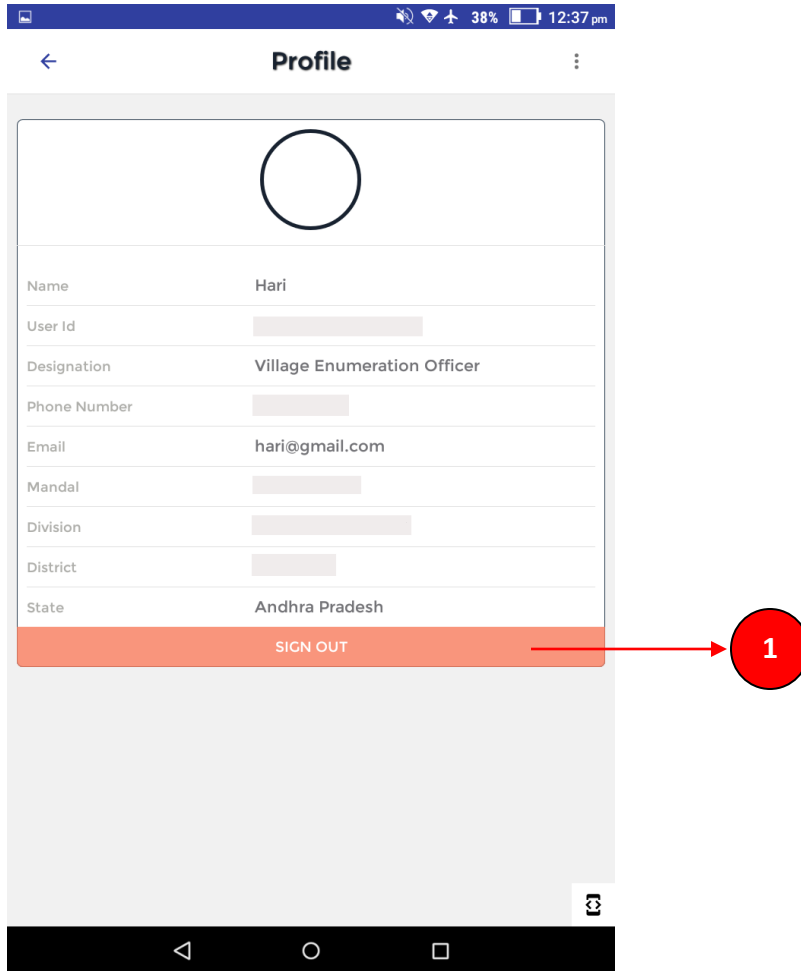 38% 12:37 pm
Profile
Name Hari
User Id
Designation Village Enumeration Officer
Phone Number
Email hari@gmail.com
Mandal
Division
District
State Andhra Pradesh
SIGN OUT
1